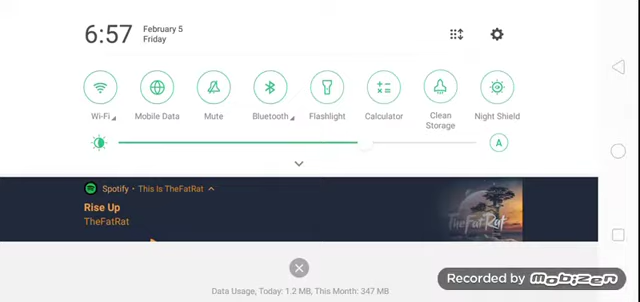 6:57
February 5
Friday
Wi-Fi
Mobile Data
Mute
Bluetooth
Flashlight
Calculator
Clean
Storage
Night Shield
A
Spotify • This Is TheFatRat
Rise Up
TheFatRat
TheFatRat
Data Usage, Today: 1.2 MB, This Month: 347 MB
Recorded by Mobizen